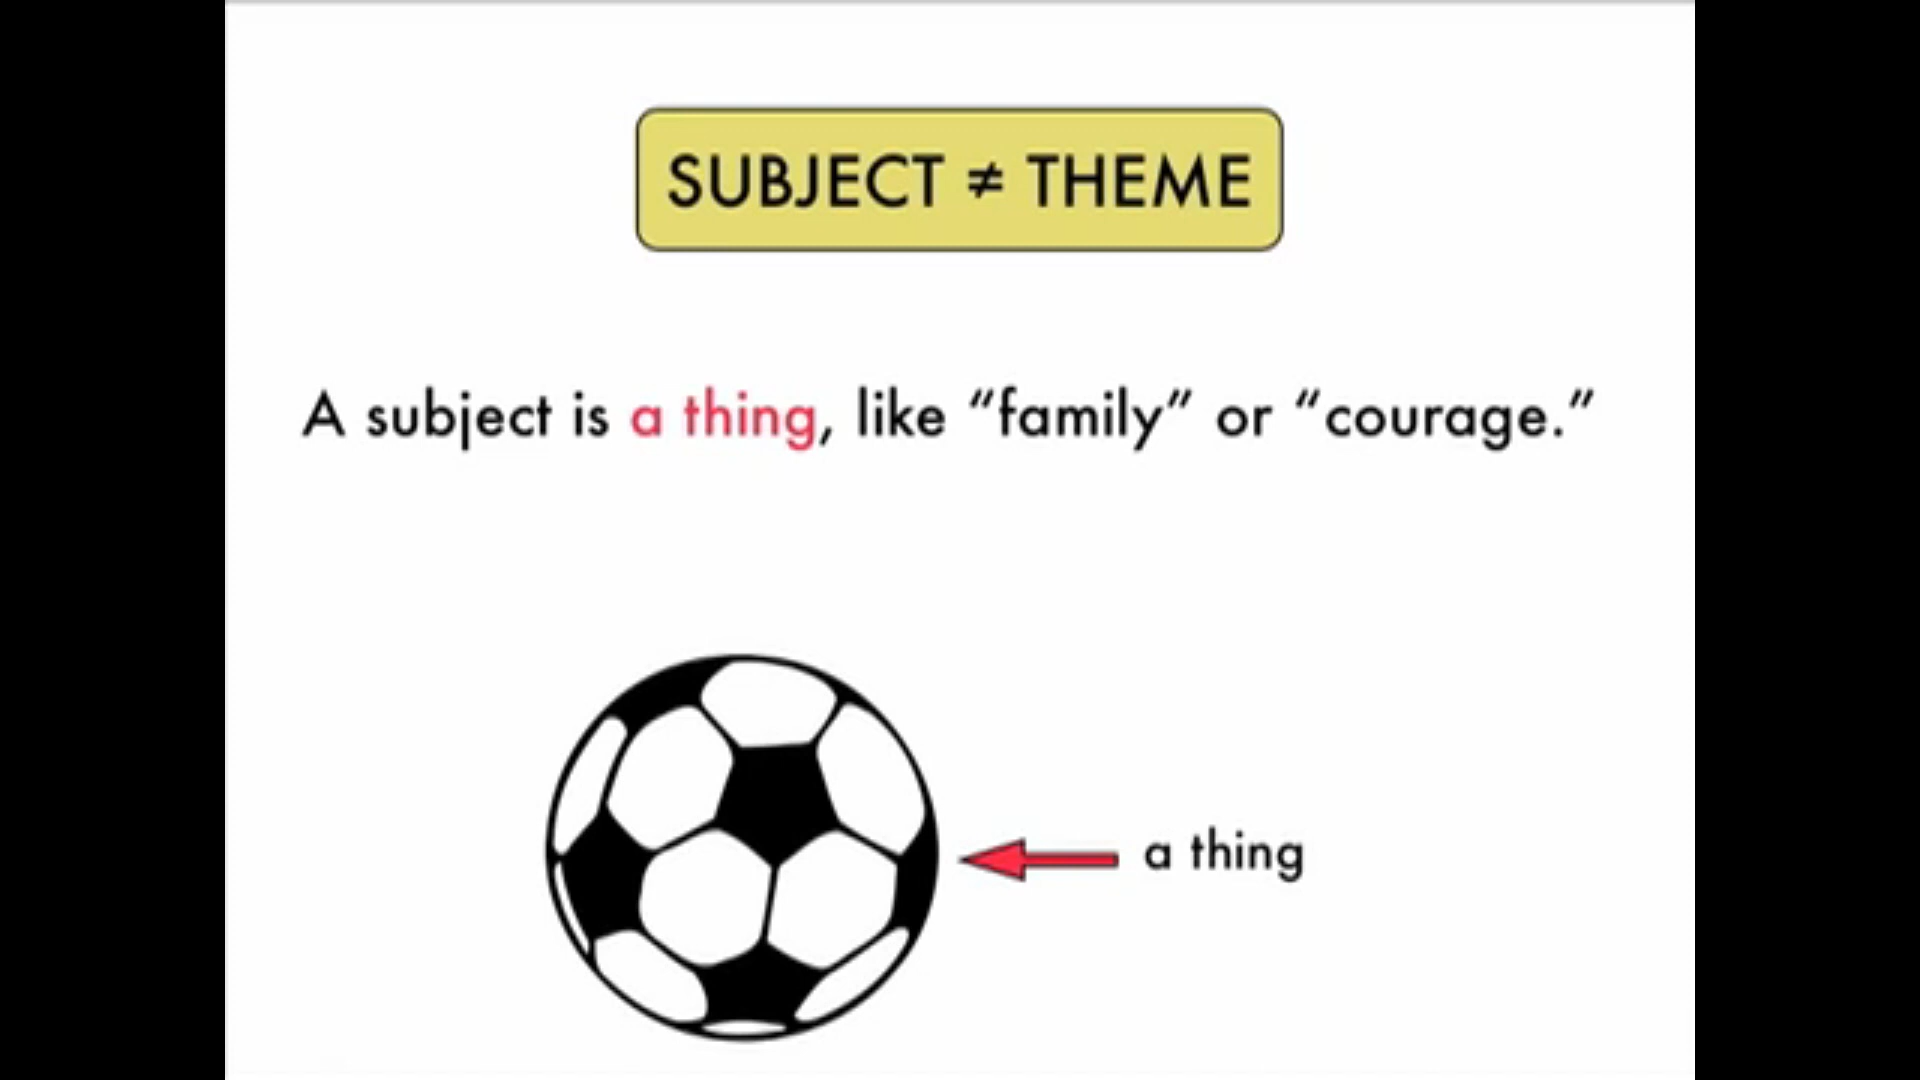 SUBJECT ≠ THEME
A subject is a thing, like “family” or “courage.”
a thing